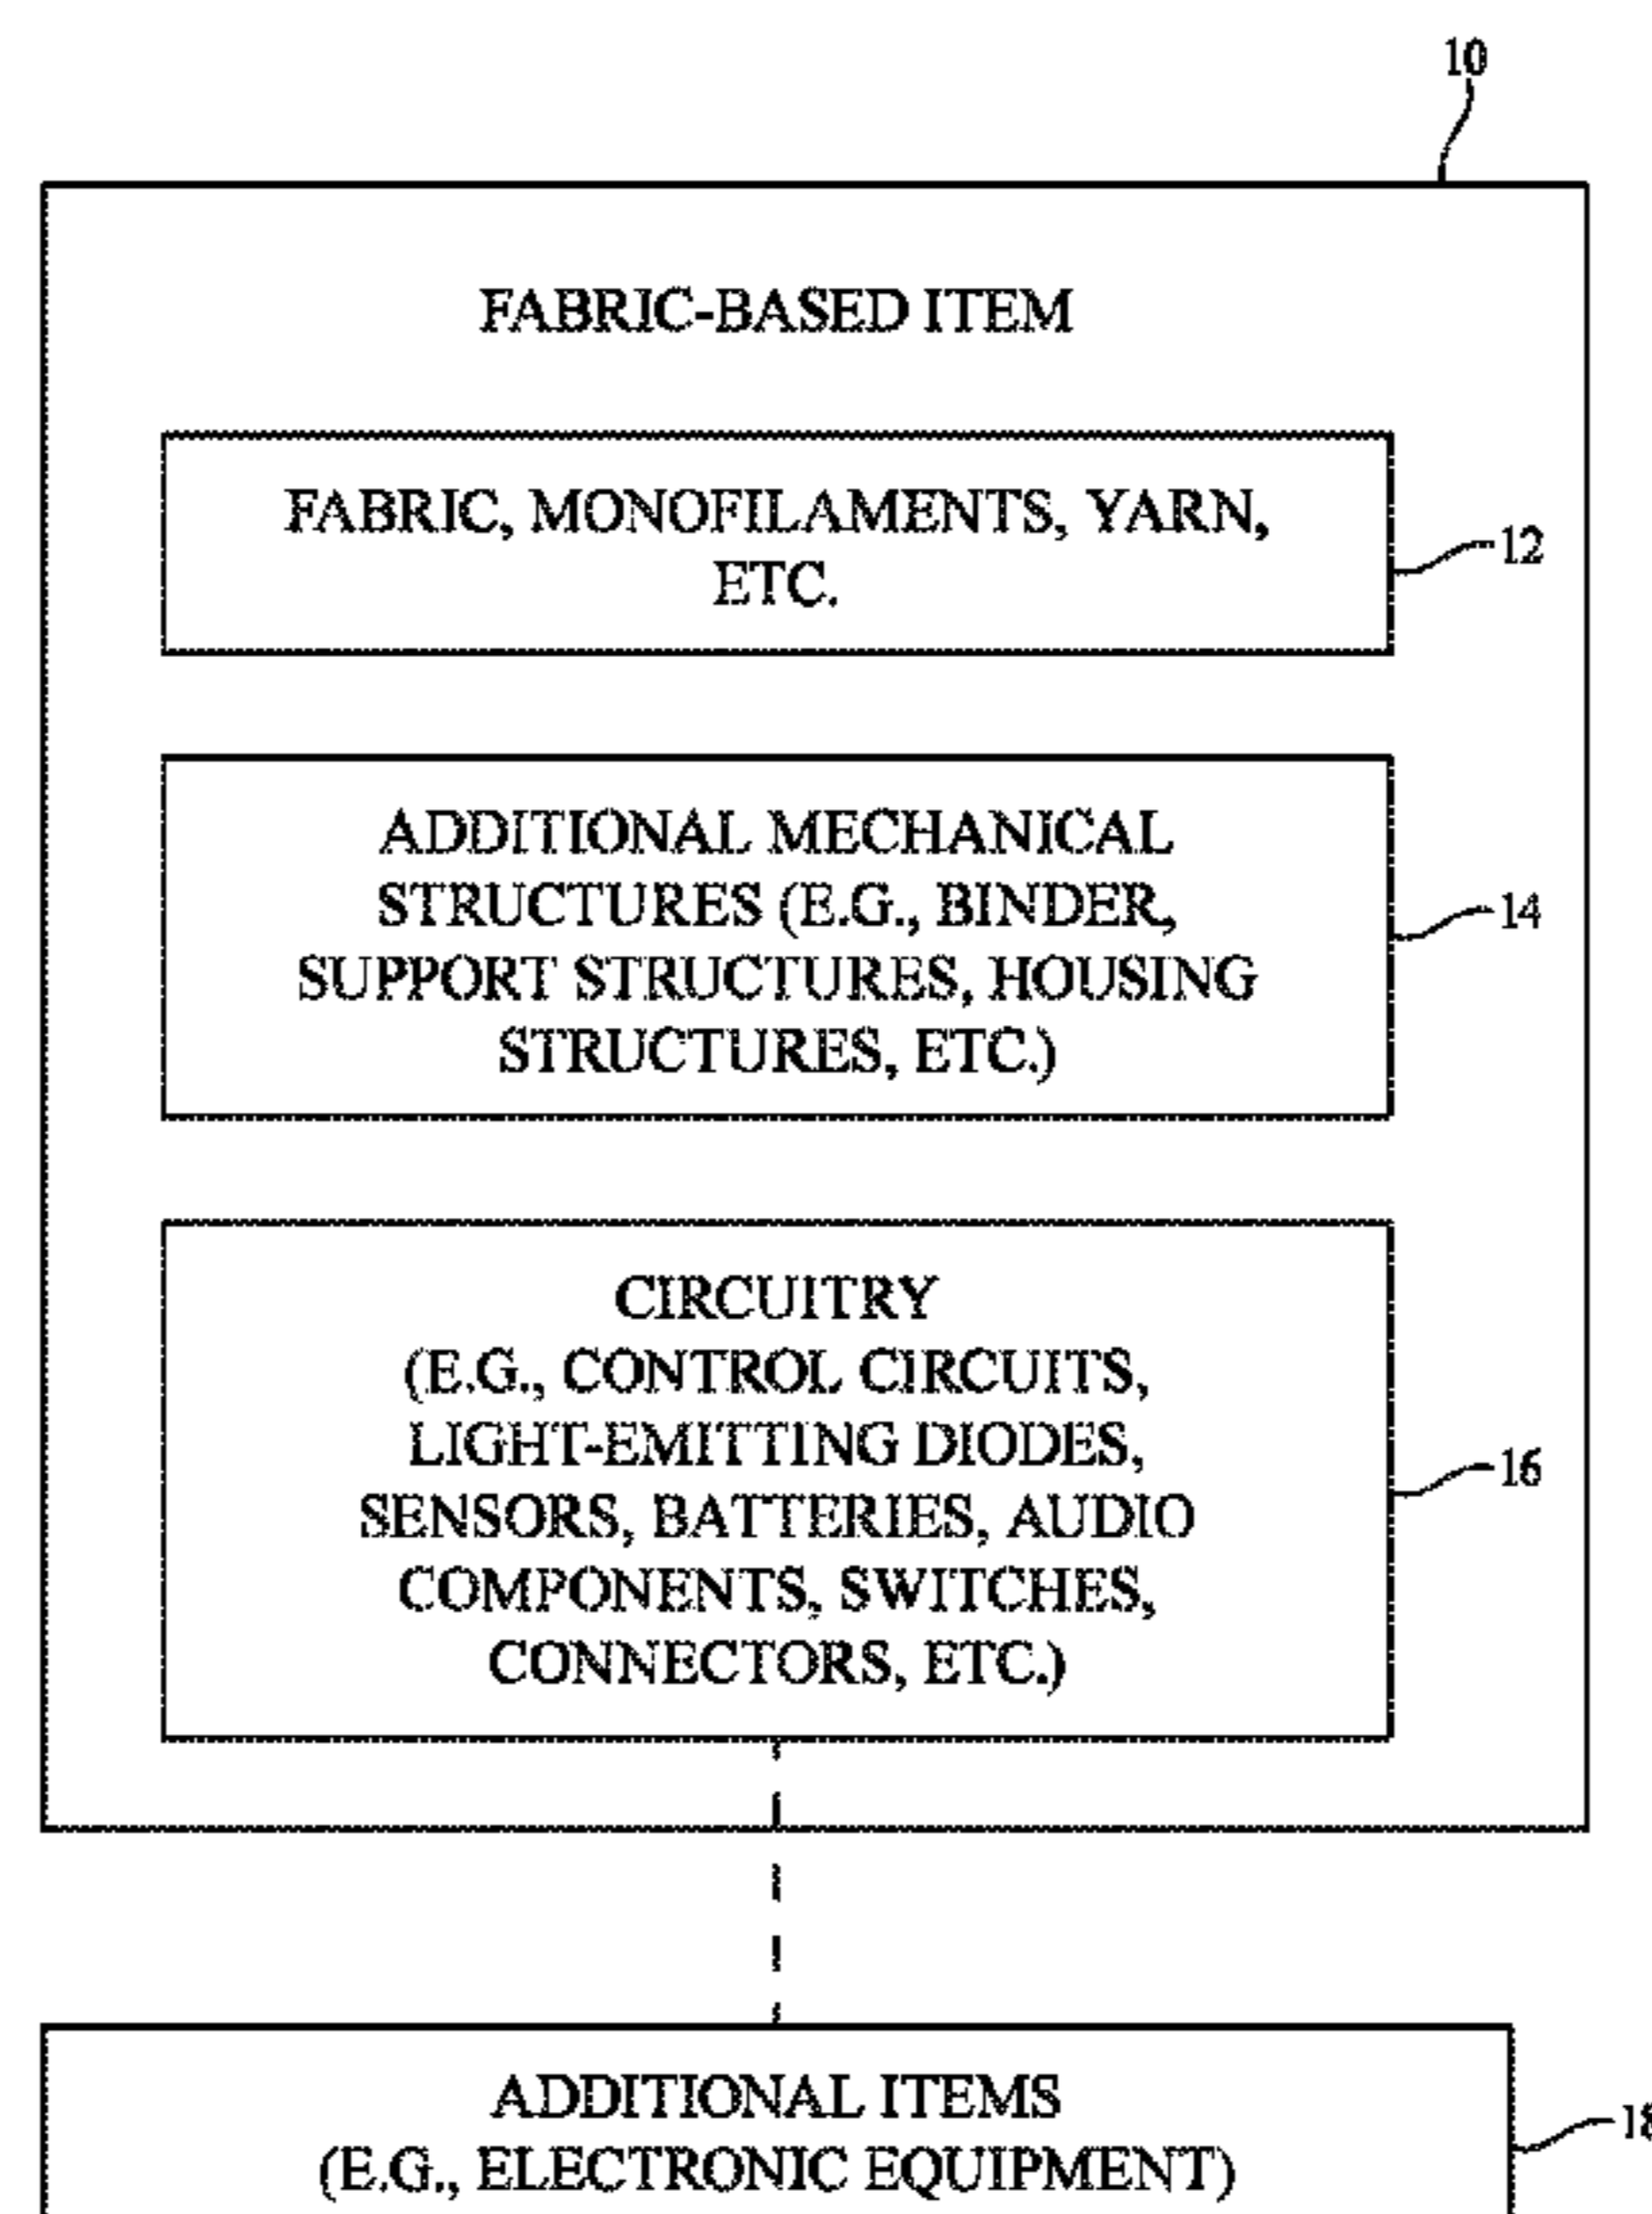 10
FABRIC-BASED ITEM
FABRIC, MONOFILAMENTS, YARN,
ETC.
12
ADDITIONAL MECHANICAL
STRUCTURES (E.G., BINDER,
SUPPORT STRUCTURES, HOUSING
STRUCTURES, ETC.)
14
CIRCUITRY
(E.G., CONTROL CIRCUITS,
LIGHT-EMITTING DIODES,
SENSORS, BATTERIES, AUDIO
COMPONENTS, SWITCHES,
CONNECTORS, ETC.)
16
ADDITIONAL ITEMS
(E.G., ELECTRONIC EQUIPMENT)
18